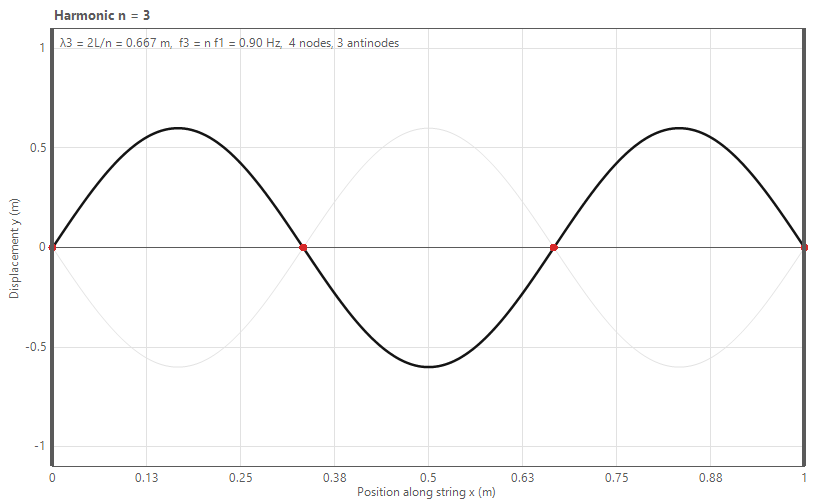 Harmonic n = 3
λ3 = 2L/n = 0.667 m,  f3 = n f1 = 0.90 Hz,  4 nodes, 3 antinodes
1
0.5
0
-0.5
-1
Displacement y (m)
0 0.13 0.25 0.38 0.5 0.63 0.75 0.88 1
Position along string x (m)